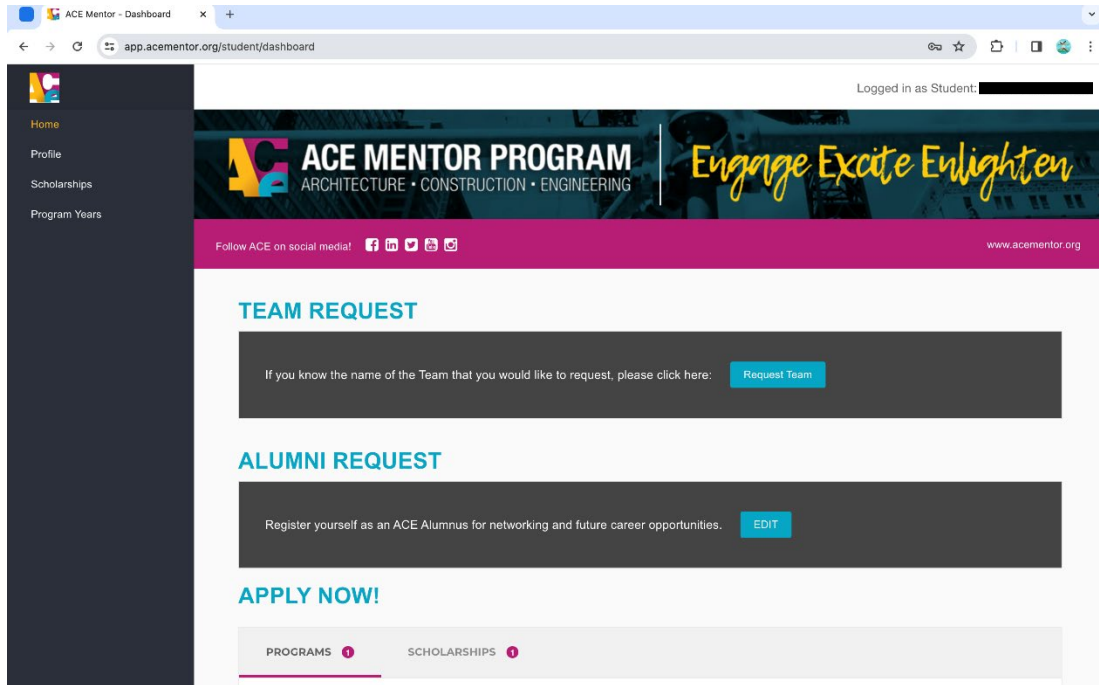 ACE Mentor - Dashboard
app.acementor.org/student/dashboard
ACE
Logged in as Student:
Home
Profile
Scholarships
Program Years
ACE
ACE MENTOR PROGRAM
ARCHITECTURE • CONSTRUCTION • ENGINEERING
Engage Excite Enlighten
Follow ACE on social media!
www.acementor.org
TEAM REQUEST
If you know the name of the Team that you would like to request, please click here: Request Team
ALUMNI REQUEST
Register yourself as an ACE Alumnus for networking and future career opportunities. EDIT
APPLY NOW!
PROGRAMS 1 SCHOLARSHIPS 1